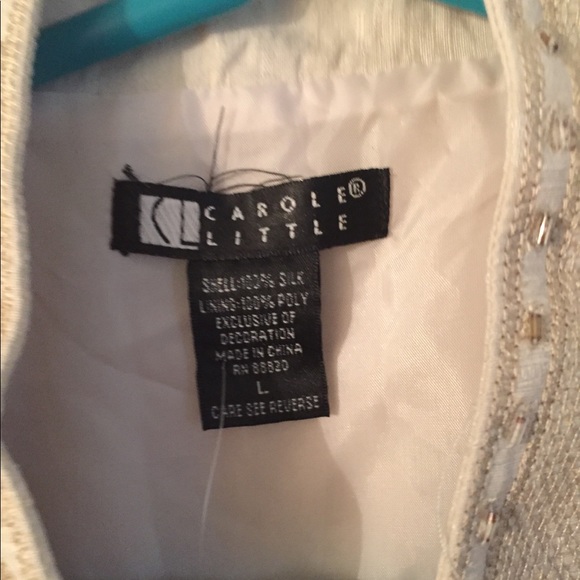 CL CAROLE®
LITTLE
SHELL:100% SILK
LINING:100% POLY
EXCLUSIVE OF
DECORATION
MADE IN CHINA
RN 88820
L
CARE SEE REVERSE